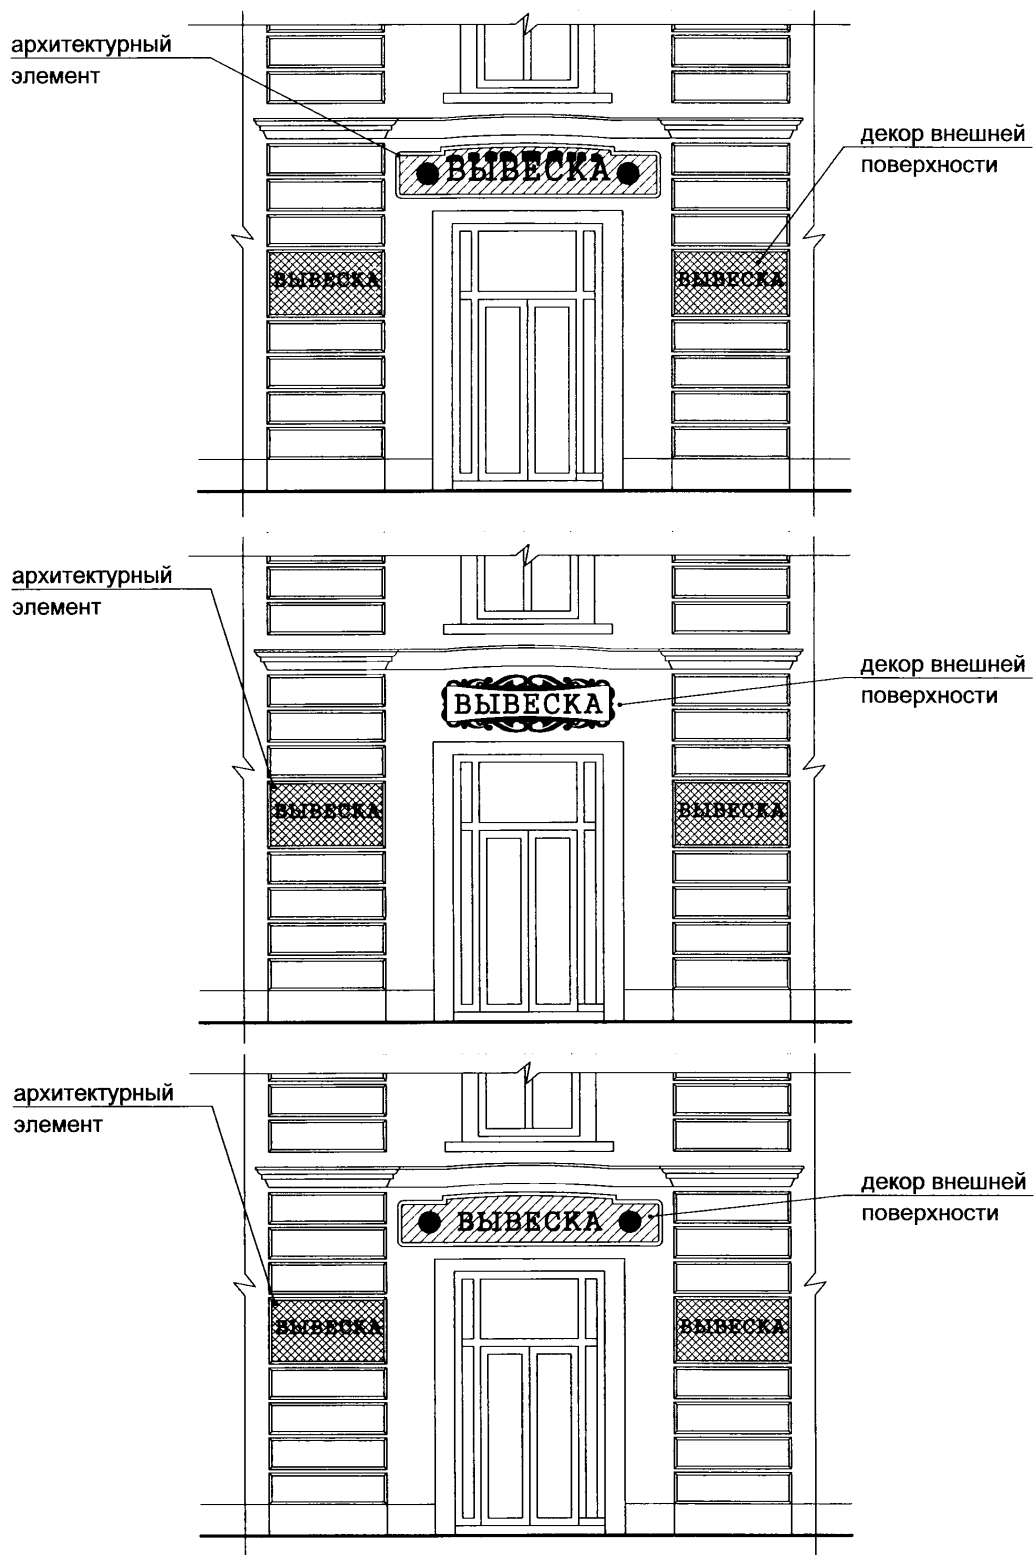 архитектурный
элемент
декор внешней
поверхности
ВЫВЕСКА
ВЫВЕСКА
ВЫВЕСКА
архитектурный
элемент
декор внешней
поверхности
ВЫВЕСКА
ВЫВЕСКА
ВЫВЕСКА
архитектурный
элемент
декор внешней
поверхности
ВЫВЕСКА
ВЫВЕСКА
ВЫВЕСКА